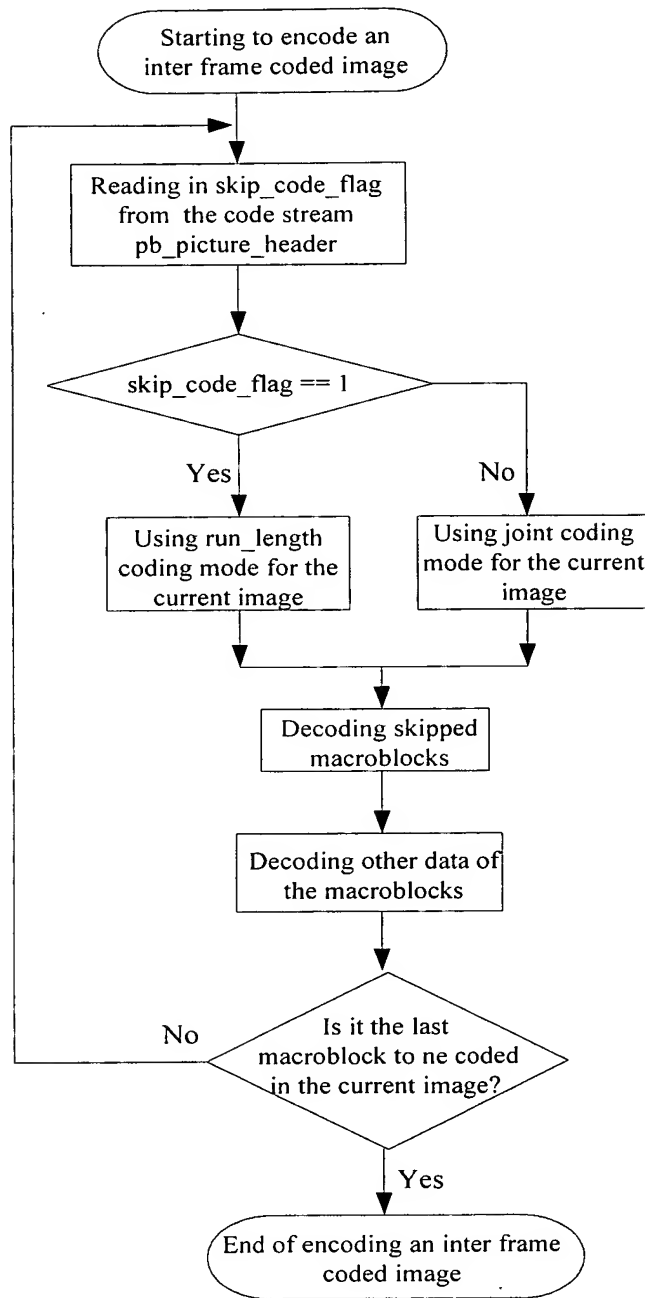 Starting to encode an
inter frame coded image
Reading in skip_code_flag
from the code stream
pb_picture_header
skip_code_flag == 1
Yes
No
Using run_length
coding mode for the
current image
Using joint coding
mode for the current
image
Decoding skipped
macroblocks
Decoding other data of
the macroblocks
No
Is it the last
macroblock to ne coded
in the current image?
Yes
End of encoding an inter frame
coded image